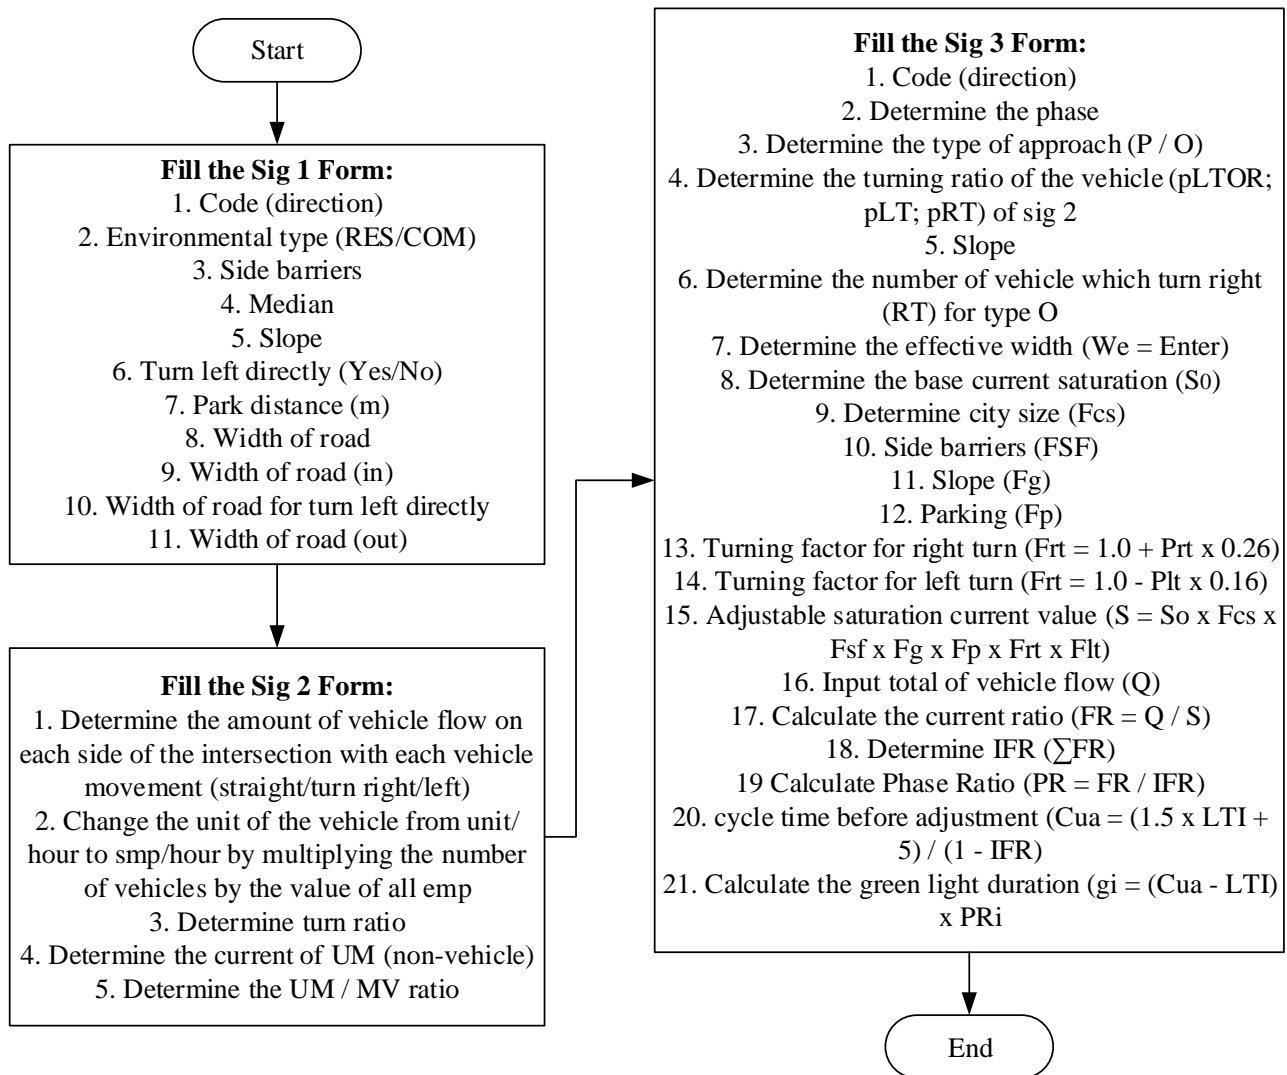 Start
Fill the Sig 1 Form:
1. Code (direction)
2. Environmental type (RES/COM)
3. Side barriers
4. Median
5. Slope
6. Turn left directly (Yes/No)
7. Park distance (m)
8. Width of road
9. Width of road (in)
10. Width of road for turn left directly
11. Width of road (out)
Fill the Sig 2 Form:
1. Determine the amount of vehicle flow on
each side of the intersection with each vehicle
movement (straight/turn right/left)
2. Change the unit of the vehicle from unit/
hour to smp/hour by multiplying the number
of vehicles by the value of all emp
3. Determine turn ratio
4. Determine the current of UM (non-vehicle)
5. Determine the UM / MV ratio
Fill the Sig 3 Form:
1. Code (direction)
2. Determine the phase
3. Determine the type of approach (P / O)
4. Determine the turning ratio of the vehicle (pLTOR;
pLT; pRT) of sig 2
5. Slope
6. Determine the number of vehicle which turn right
(RT) for type O
7. Determine the effective width (We = Enter)
8. Determine the base current saturation (S0)
9. Determine city size (Fcs)
10. Side barriers (FSF)
11. Slope (Fg)
12. Parking (Fp)
13. Turning factor for right turn (Frt = 1.0 + Prt x 0.26)
14. Turning factor for left turn (Frt = 1.0 - Plt x 0.16)
15. Adjustable saturation current value (S = So x Fcs x
Fsf x Fg x Fp x Frt x Flt)
16. Input total of vehicle flow (Q)
17. Calculate the current ratio (FR = Q / S)
18. Determine IFR (∑FR)
19 Calculate Phase Ratio (PR = FR / IFR)
20. cycle time before adjustment (Cua = (1.5 x LTI +
5) / (1 - IFR)
21. Calculate the green light duration (gi = (Cua - LTI)
x PRi
End